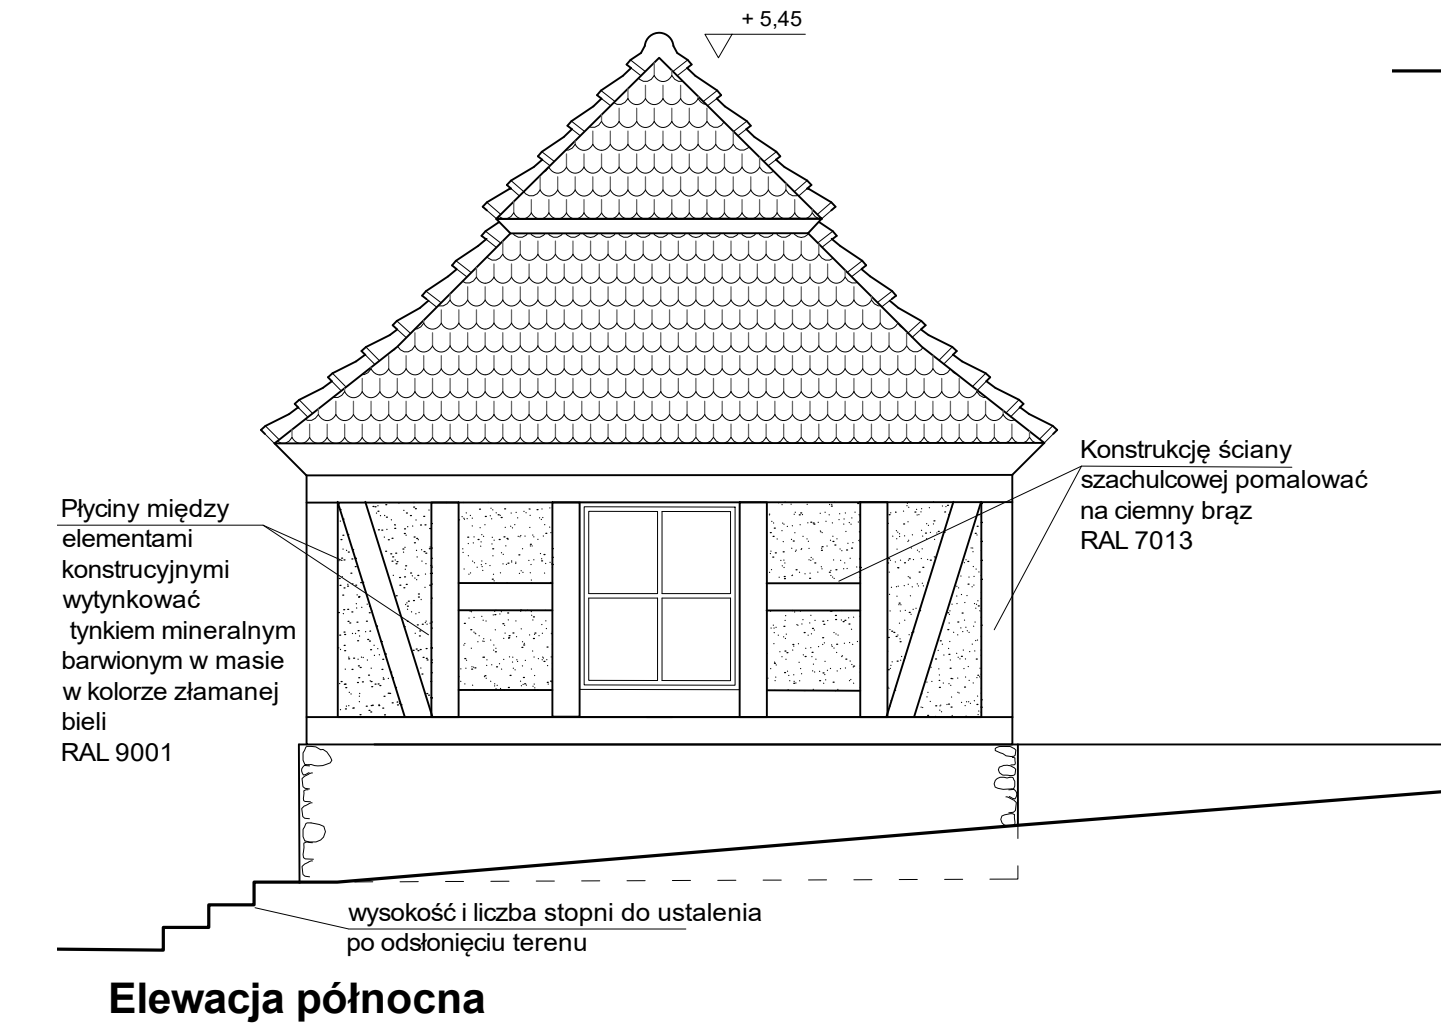 + 5,45
Płyciny między
elementami
konstrucyjnymi
wytynkować
tynkiem mineralnym
barwionym w masie
w kolorze złamanej
bieli
RAL 9001
Konstrukcję ściany
szachulcowej pomalować
na ciemny brąz
RAL 7013
wysokość i liczba stopni do ustalenia
po odsłonięciu terenu
Elewacja północna